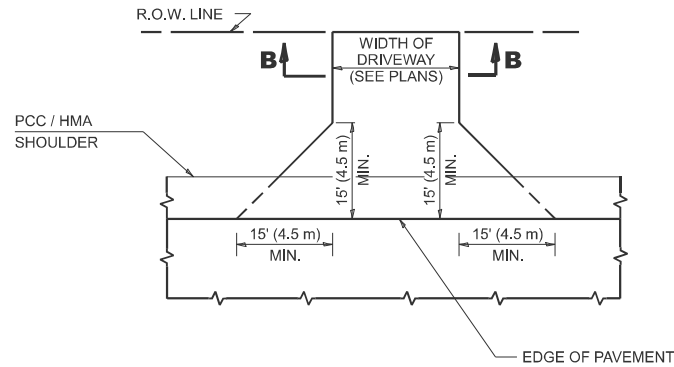 R.O.W. LINE
WIDTH OF
DRIVEWAY
(SEE PLANS)
B
B
PCC / HMA
SHOULDER
15' (4.5 m)
MIN.
15' (4.5 m)
MIN.
15' (4.5 m)
MIN.
15' (4.5 m)
MIN.
EDGE OF PAVEMENT